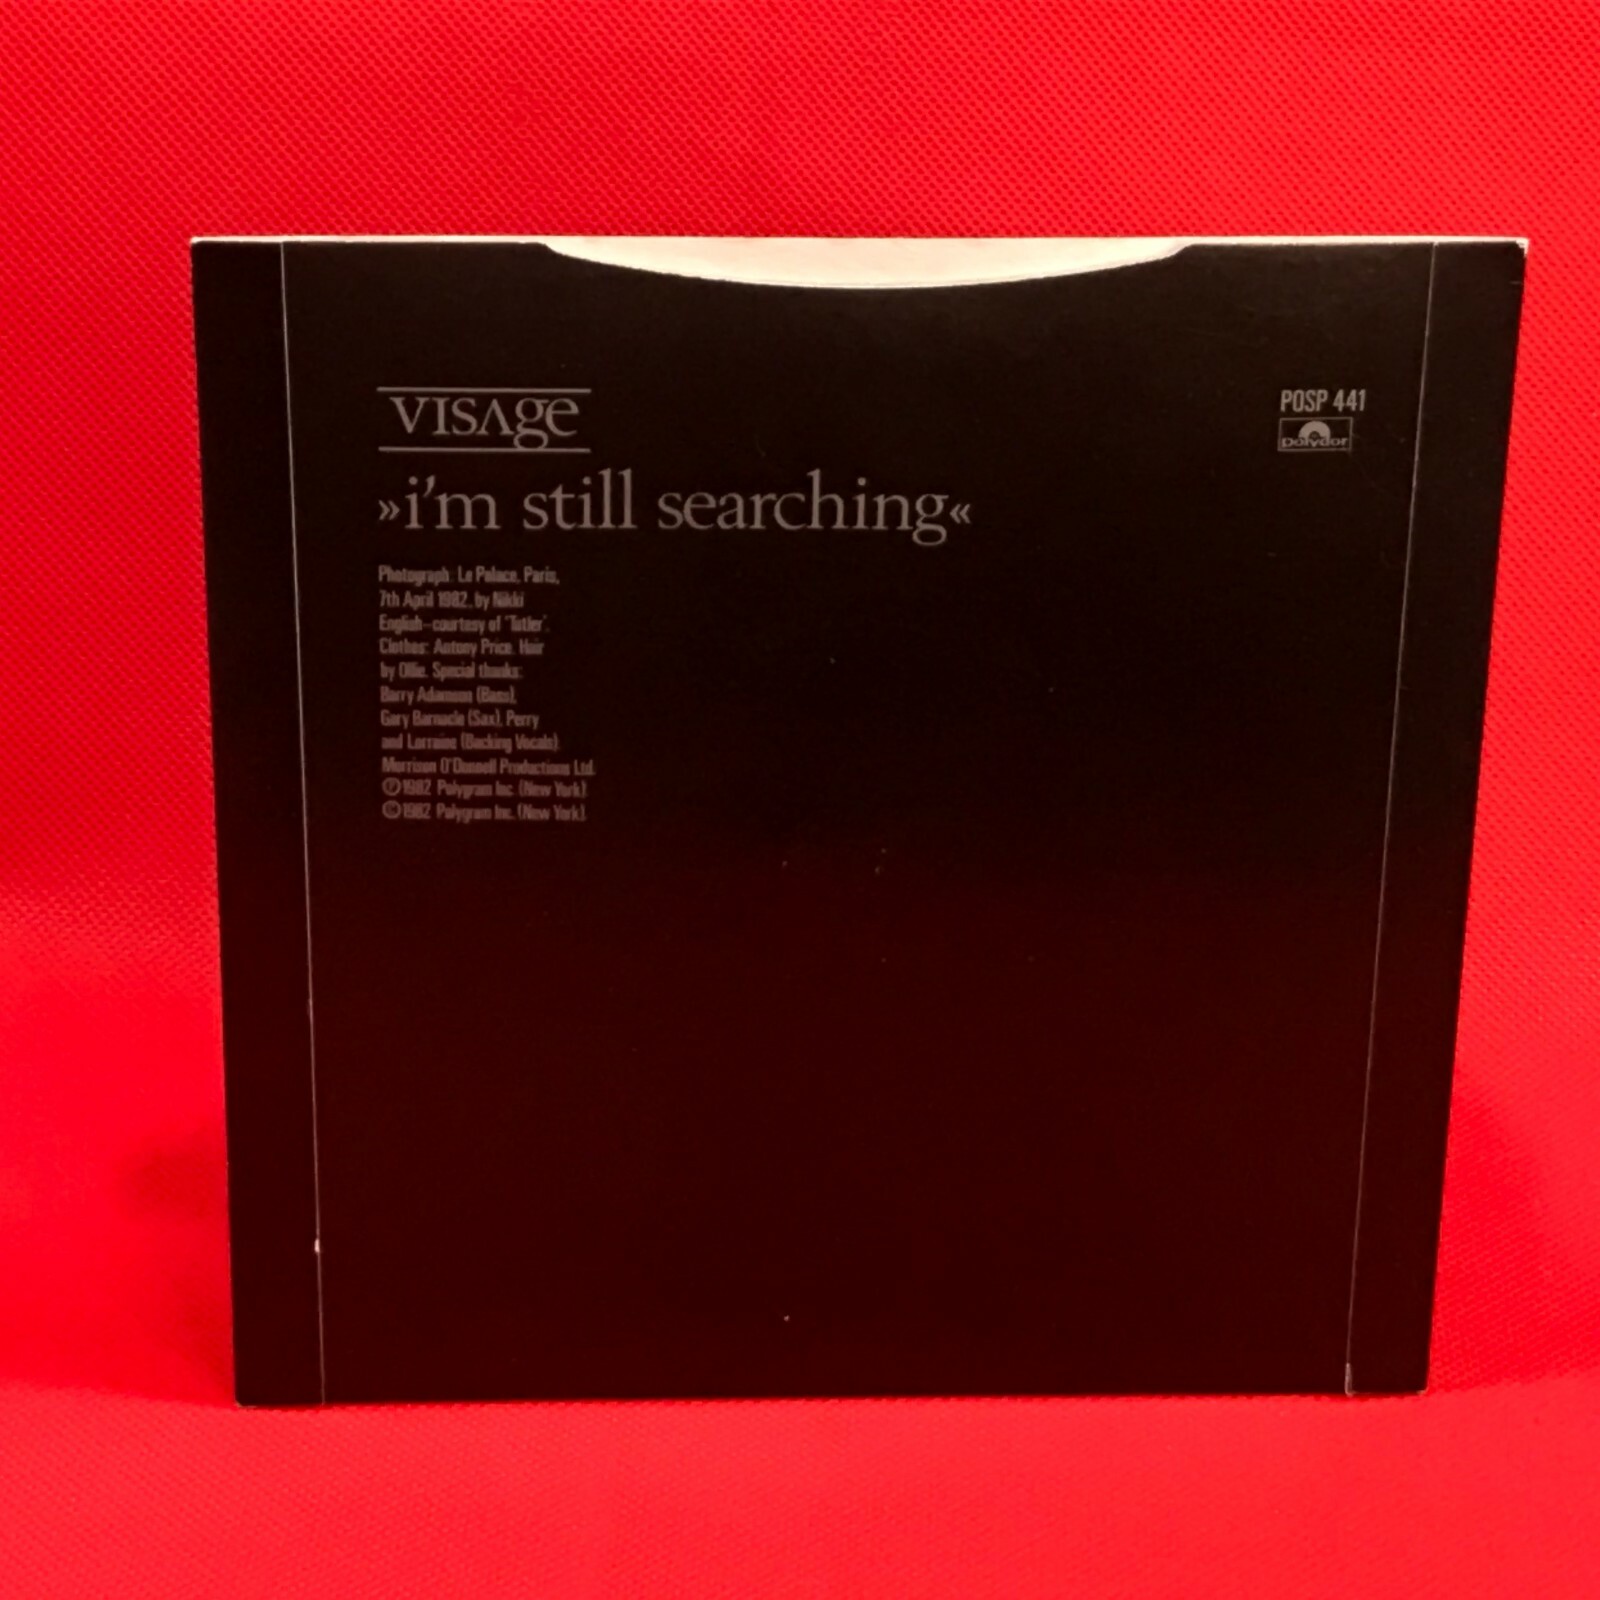 VISAge
POSP 441
polydor
»i'm still searching«
Photograph: Le Palace, Paris,
7th April 1982, by Nikki
English–courtesy of 'Tatler'.
Clothes: Antony Price. Hair
by Ollie. Special thanks:
Barry Adamson (Bass),
Gary Barnacle (Sax), Perry
and Lorraine (Backing Vocals).
Morrison O'Donnell Productions Ltd.
℗1982 Polygram Inc. (New York).
©1982 Polygram Inc. (New York).